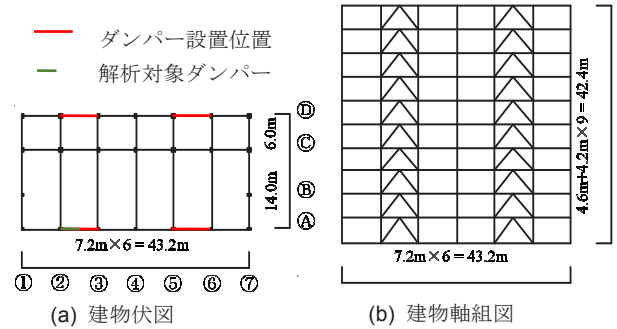 ダンパー設置位置
解析対象ダンパー
Ⓓ
6.0m
Ⓒ
14.0m
Ⓑ
Ⓐ
7.2m×6 = 43.2m
① ② ③ ④ ⑤ ⑥ ⑦
(a) 建物伏図
4.6m+4.2m×9 = 42.4m
7.2m×6 = 43.2m
(b) 建物軸組図